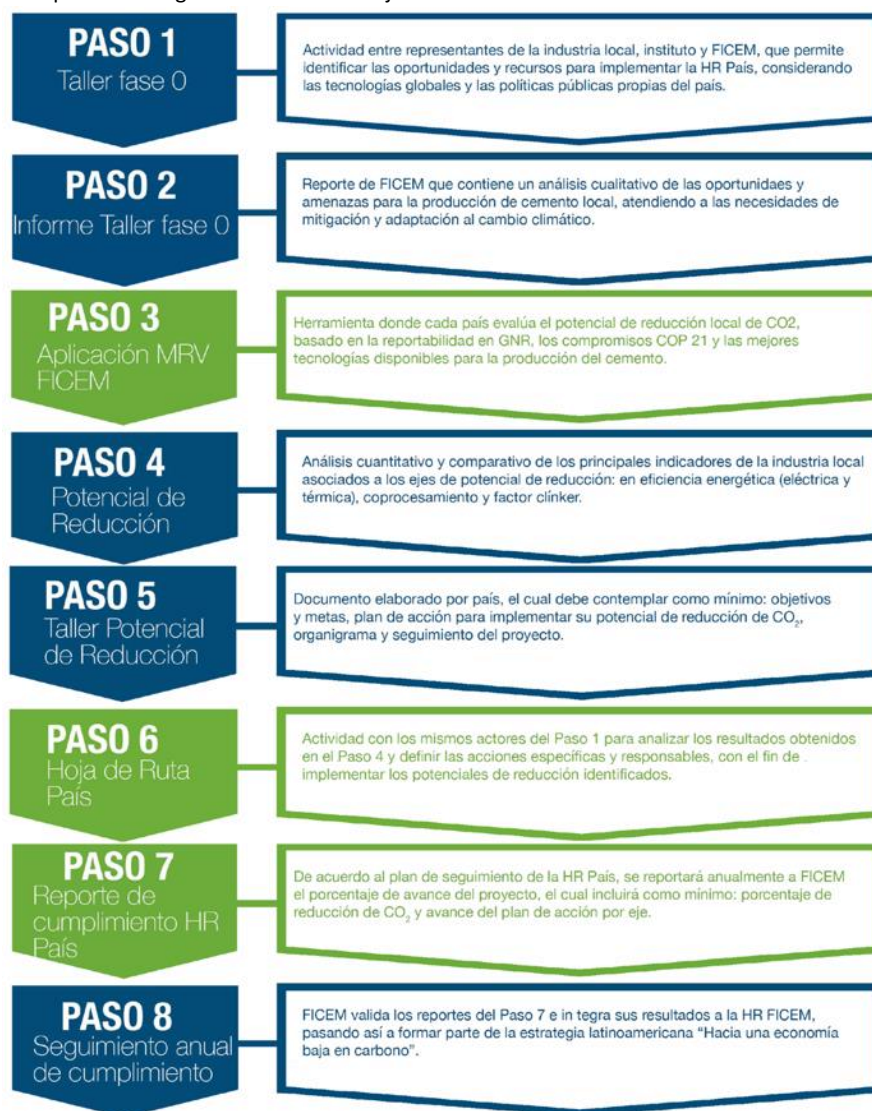 PASO 1
Taller fase 0
Actividad entre representantes de la industria local, instituto y FICEM, que permite
identificar las oportunidades y recursos para implementar la HR País, considerando
las tecnologías globales y las políticas públicas propias del país.
PASO 2
Informe Taller fase 0
Reporte de FICEM que contiene un análisis cualitativo de las oportunidaes y
amenazas para la producción de cemento local, atendiendo a las necesidades de
mitigación y adaptación al cambio climático.
PASO 3
Aplicación MRV
FICEM
Herramienta donde cada país evalúa el potencial de reducción local de CO2,
basado en la reportabilidad en GNR, los compromisos COP 21 y las mejores
tecnologías disponibles para la producción del cemento.
PASO 4
Potencial de
Reducción
Análisis cuantitativo y comparativo de los principales indicadores de la industria local
asociados a los ejes de potencial de reducción: en eficiencia energética (eléctrica y
térmica), coprocesamiento y factor clínker.
PASO 5
Taller Potencial
de Reducción
Documento elaborado por país, el cual debe contemplar como mínimo: objetivos
y metas, plan de acción para implementar su potencial de reducción de CO₂,
organigrama y seguimiento del proyecto.
PASO 6
Hoja de Ruta
País
Actividad con los mismos actores del Paso 1 para analizar los resultados obtenidos
en el Paso 4 y definir las acciones específicas y responsables, con el fin de .
implementar los potenciales de reducción identificados.
PASO 7
Reporte de
cumplimiento HR
País
De acuerdo al plan de seguimiento de la HR País, se reportará anualmente a FICEM
el porcentaje de avance del proyecto, el cual incluirá como mínimo: porcentaje de
reducción de CO₂ y avance del plan de acción por eje.
PASO 8
Seguimiento anual
de cumplimiento
FICEM valida los reportes del Paso 7 e in tegra sus resultados a la HR FICEM,
pasando así a formar parte de la estrategia latinoamericana “Hacia una economía
baja en carbono”.